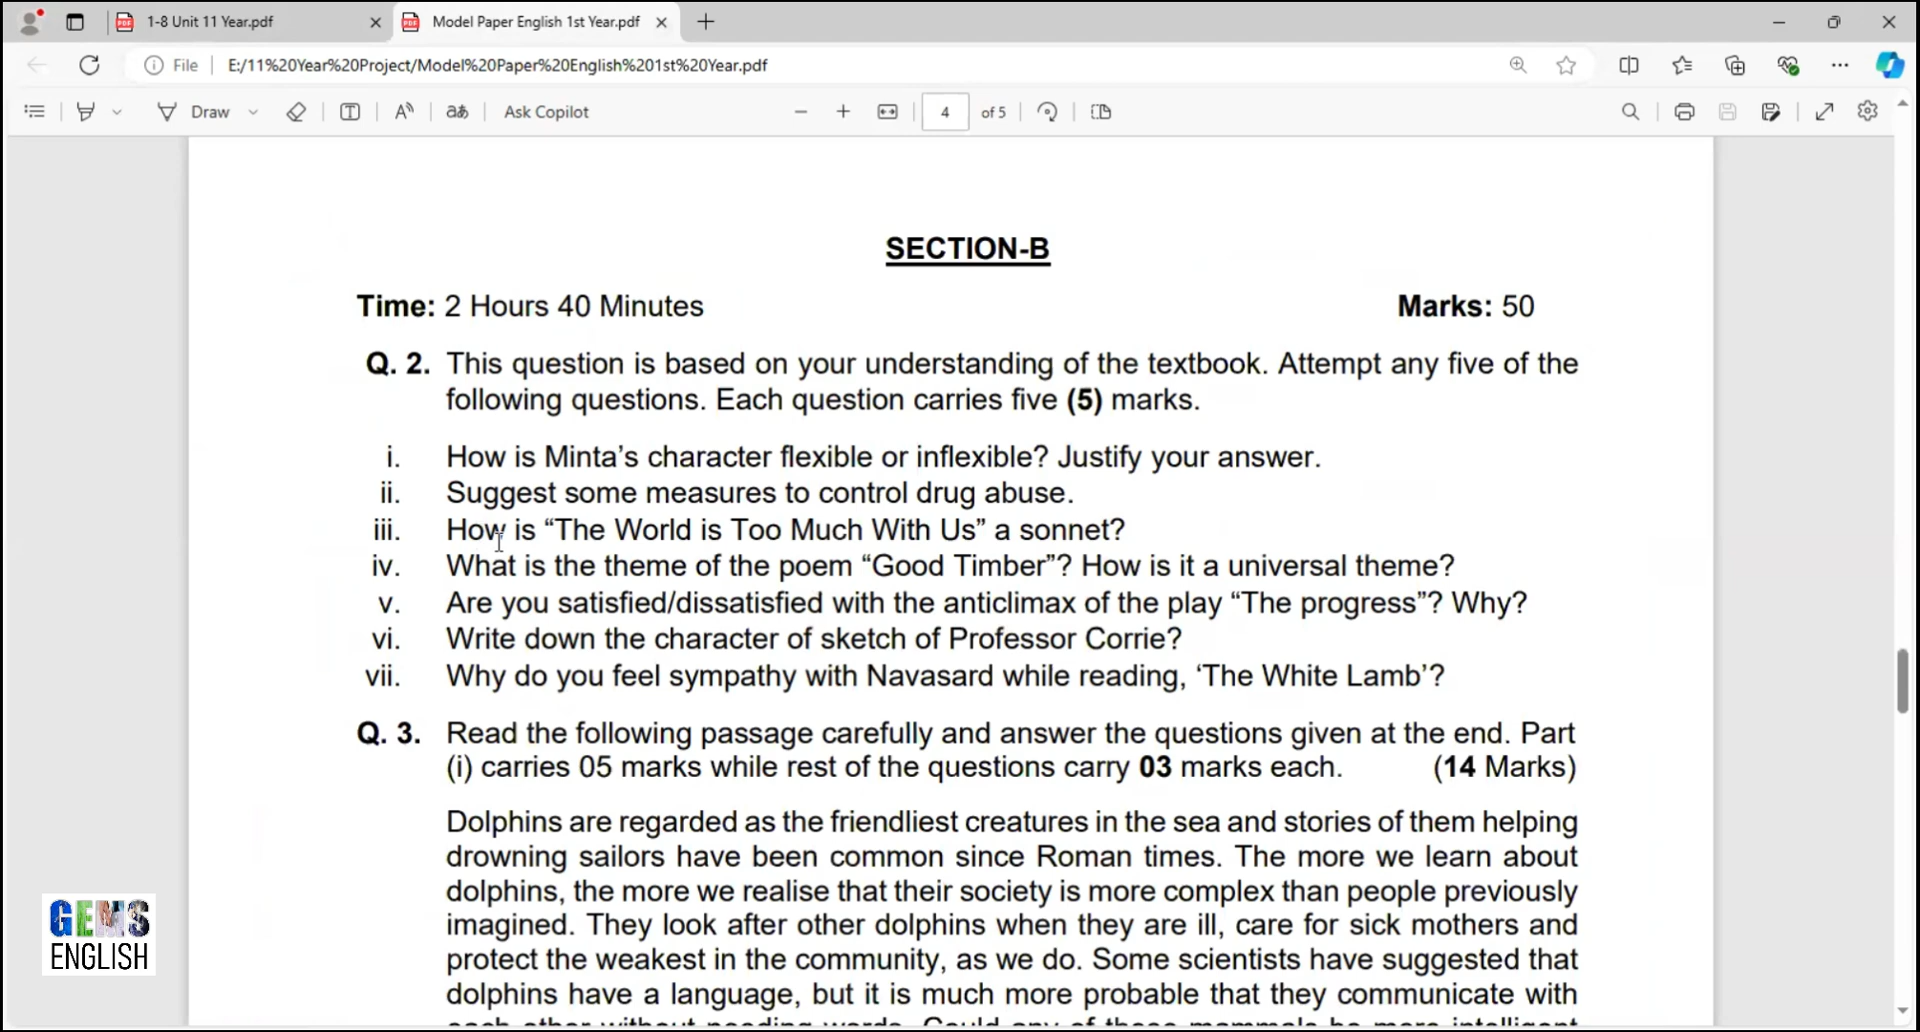 1-8 Unit 11 Year.pdf
Model Paper English 1st Year.pdf
File
E:/11%20Year%20Project/Model%20Paper%20English%201st%20Year.pdf
Draw
Ask Copilot
4 of 5
SECTION-B
Time: 2 Hours 40 Minutes Marks: 50
Q. 2. This question is based on your understanding of the textbook. Attempt any five of the
following questions. Each question carries five (5) marks.
i. How is Minta’s character flexible or inflexible? Justify your answer.
ii. Suggest some measures to control drug abuse.
iii. How is “The World is Too Much With Us” a sonnet?
iv. What is the theme of the poem “Good Timber”? How is it a universal theme?
v. Are you satisfied/dissatisfied with the anticlimax of the play “The progress”? Why?
vi. Write down the character of sketch of Professor Corrie?
vii. Why do you feel sympathy with Navasard while reading, ‘The White Lamb’?
Q. 3. Read the following passage carefully and answer the questions given at the end. Part
(i) carries 05 marks while rest of the questions carry 03 marks each. (14 Marks)
Dolphins are regarded as the friendliest creatures in the sea and stories of them helping
drowning sailors have been common since Roman times. The more we learn about
dolphins, the more we realise that their society is more complex than people previously
imagined. They look after other dolphins when they are ill, care for sick mothers and
protect the weakest in the community, as we do. Some scientists have suggested that
dolphins have a language, but it is much more probable that they communicate with
each other without needing words. Could any of these mammals be more intelligent
GEMS
ENGLISH